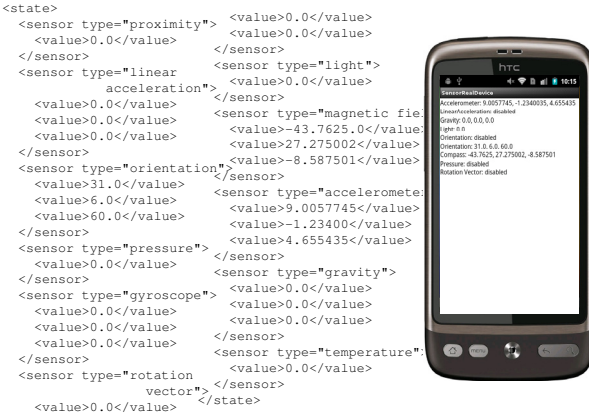 <state>
<sensor type="proximity">
<value>0.0</value>
</sensor>
<sensor type="linear
acceleration">
<value>0.0</value>
<value>0.0</value>
<value>0.0</value>
</sensor>
<sensor type="orientation">
<value>31.0</value>
<value>6.0</value>
<value>60.0</value>
</sensor>
<sensor type="pressure">
<value>0.0</value>
</sensor>
<sensor type="gyroscope">
<value>0.0</value>
<value>0.0</value>
<value>0.0</value>
</sensor>
<sensor type="rotation
vector">
<value>0.0</value>
<value>0.0</value>
<value>0.0</value>
</sensor>
<sensor type="light">
<value>0.0</value>
</sensor>
<sensor type="magnetic fiel
<value>-43.7625.0</value>
<value>27.275002</value>
<value>-8.587501</value>
</sensor>
<sensor type="acceleromete
<value>9.0057745</value>
<value>-1.23400</value>
<value>4.655435</value>
</sensor>
<sensor type="gravity">
<value>0.0</value>
<value>0.0</value>
<value>0.0</value>
</sensor>
<sensor type="temperature"
<value>0.0</value>
</sensor>
</state>
hTC
10:15
SensorRealDevice
Accelerometer: 9.0057745, -1.2340035, 4.655435
LinearAcceleration: disabled
Gravity: 0.0, 0.0, 0.0
Light: 0.0
Orientation: disabled
Orientation: 31.0, 6.0, 60.0
Compass: -43.7625, 27.275002, -8.587501
Pressure: disabled
Rotation Vector: disabled
menu